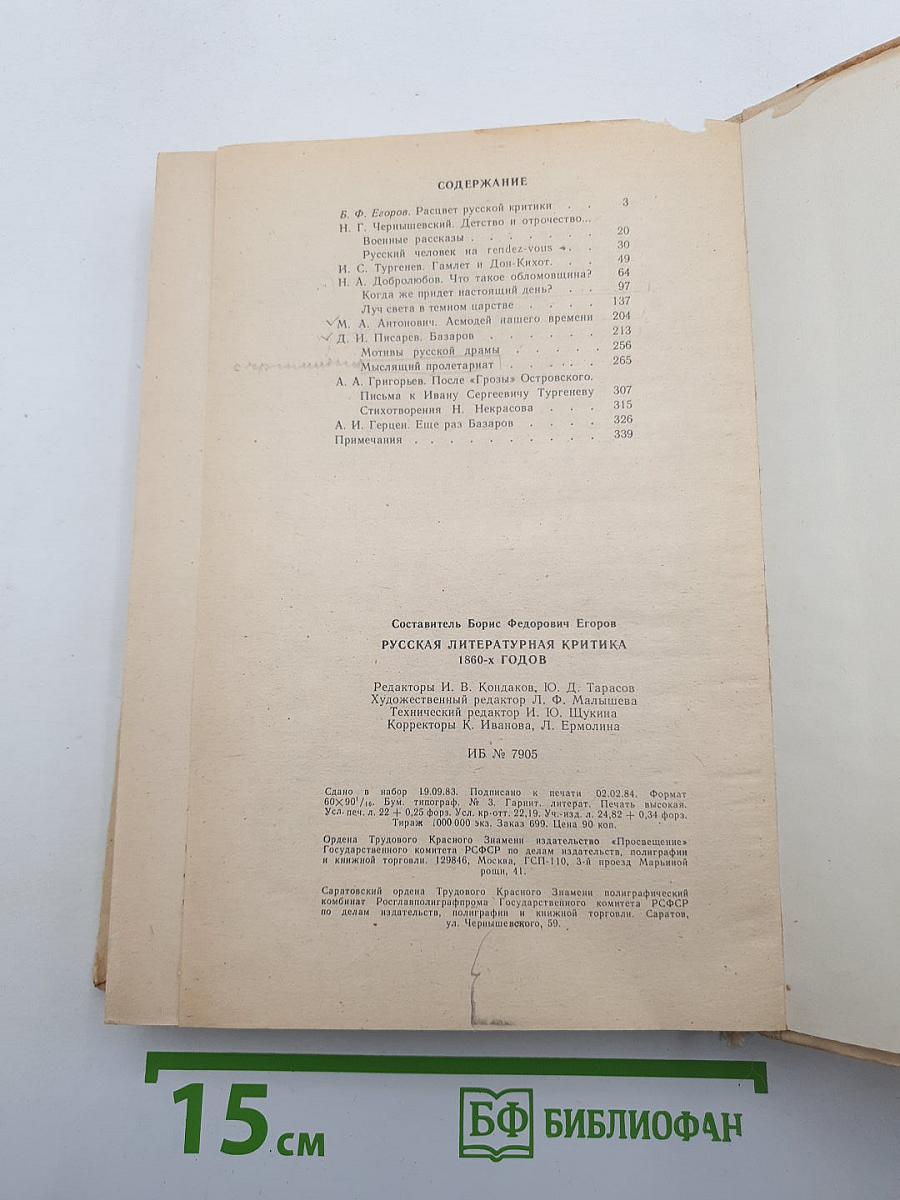 СОДЕРЖАНИЕ
Б. Ф. Егоров. Расцвет русской критики . . 3
Н. Г. Чернышевский. Детство и отрочество...
Военные рассказы . . . . . . . 20
Русский человек на rendez-vous . . 30
И. С. Тургенев. Гамлет и Дон-Кихот. . . 49
Н. А. Добролюбов. Что такое обломовщина? 64
Когда же придет настоящий день? . . 97
Луч света в темном царстве . . . . 137
М. А. Антонович. Асмодей нашего времени 204
Д. И. Писарев. Базаров . . . . . . 213
Мотивы русской драмы . . . . . 256
Мыслящий пролетариат . . . . . 265
А. А. Григорьев. После «Грозы» Островского.
Письма к Ивану Сергеевичу Тургеневу 307
Стихотворения Н. Некрасова . . . 315
А. И. Герцен. Еще раз Базаров . . . . 326
Примечания . . . . . . . . . . 339
Составитель Борис Федорович Егоров
РУССКАЯ ЛИТЕРАТУРНАЯ КРИТИКА
1860-х ГОДОВ
Редакторы И. В. Кондаков, Ю. Д. Тарасов
Художественный редактор Л. Ф. Малышева
Технический редактор И. Ю. Щукина
Корректоры К. Иванова, Л. Ермолина
ИБ № 7905
Сдано в набор 19.09.83. Подписано к печати 02.02.84. Формат
60×90¹/₁₆. Бум. типограф. № 3. Гарнит. литерат. Печать высокая.
Усл. печ. л. 22 + 0,25 форз. Усл. кр-отт. 22,19. Уч.-изд. л. 24,82 + 0,34 форз.
Тираж 1 000 000 экз. Заказ 699. Цена 90 коп.
Ордена Трудового Красного Знамени издательство «Просвещение»
Государственного комитета РСФСР по делам издательств, полиграфии
и книжной торговли. 129846, Москва, ГСП-110, 3-й проезд Марьиной
рощи, 41.
Саратовский ордена Трудового Красного Знамени полиграфический
комбинат Росглавполиграфпрома Государственного комитета РСФСР
по делам издательств, полиграфии и книжной торговли. Саратов,
ул. Чернышевского, 59.
15 см
БФ БИБЛИОФАН